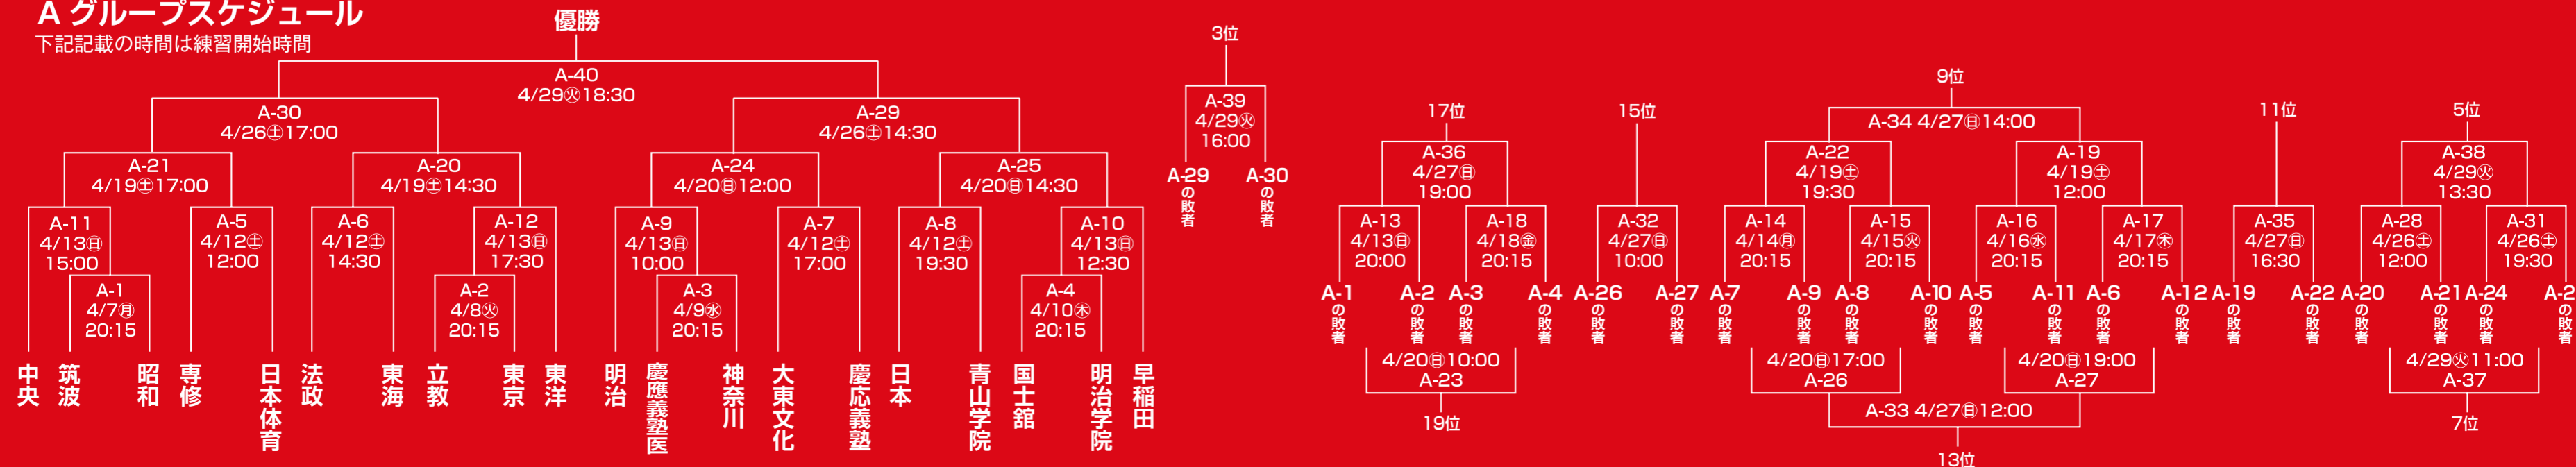 A グループスケジュール
下記記載の時間は練習開始時間
優勝
A-40
4/29㊋18:30
A-30
4/26㊏17:00
A-29
4/26㊏14:30
A-21
4/19㊏17:00
A-20
4/19㊏14:30
A-24
4/20㊐12:00
A-25
4/20㊐14:30
A-11
4/13㊐
15:00
A-5
4/12㊏
12:00
A-6
4/12㊏
14:30
A-12
4/13㊐
17:30
A-9
4/13㊐
10:00
A-7
4/12㊏
17:00
A-8
4/12㊏
19:30
A-10
4/13㊐
12:30
A-1
4/7㊊
20:15
A-2
4/8㊋
20:15
A-3
4/9㊌
20:15
A-4
4/10㊍
20:15
中央
筑波
昭和
専修
日本体育
法政
東海
立教
東京
東洋
明治
慶應義塾医
神奈川
大東文化
慶応義塾
日本
青山学院
国士舘
明治学院
早稲田
3位
A-39
4/29㊋
16:00
A-29の敗者
A-30の敗者
17位
A-36
4/27㊐
19:00
A-13
4/13㊐
20:00
A-18
4/18㊎
20:15
A-1の敗者
A-2の敗者
A-3の敗者
A-4の敗者
4/20㊐10:00
A-23
19位
15位
A-32
4/27㊐
10:00
A-26の敗者
A-27の敗者
9位
A-34 4/27㊐14:00
A-22
4/19㊏
19:30
A-19
4/19㊏
12:00
A-14
4/14㊊
20:15
A-15
4/15㊋
20:15
A-16
4/16㊌
20:15
A-17
4/17㊍
20:15
A-7の敗者
A-9の敗者
A-8の敗者
A-10の敗者
A-5の敗者
A-11の敗者
A-6の敗者
A-12の敗者
4/20㊐17:00
A-26
4/20㊐19:00
A-27
A-33 4/27㊐12:00
13位
11位
A-35
4/27㊐
16:30
A-19の敗者
A-22の敗者
5位
A-38
4/29㊋
13:30
A-28
4/26㊏
12:00
A-31
4/26㊏
19:30
A-20の敗者
A-21の敗者
A-24の敗者
A-2の敗者
4/29㊋11:00
A-37
7位